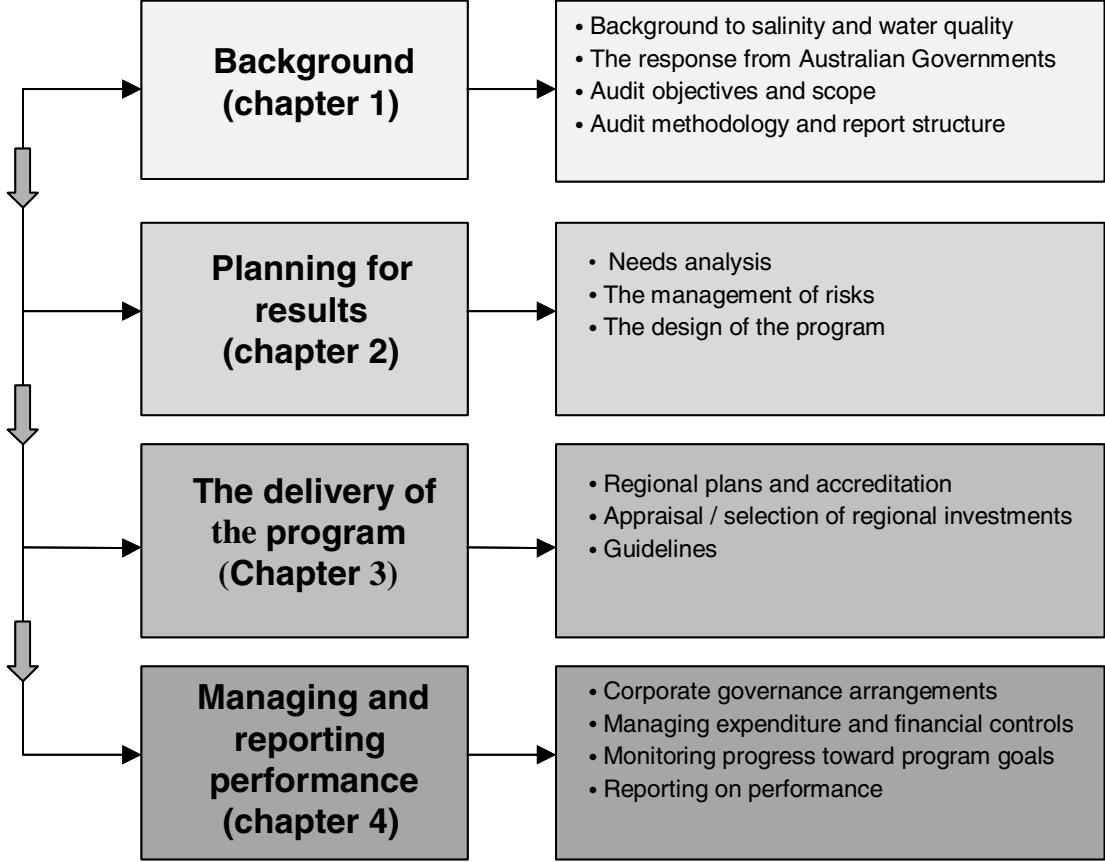 Background
(chapter 1)
• Background to salinity and water quality
• The response from Australian Governments
• Audit objectives and scope
• Audit methodology and report structure
Planning for
results
(chapter 2)
• Needs analysis
• The management of risks
• The design of the program
The delivery of
the program
(Chapter 3)
• Regional plans and accreditation
• Appraisal / selection of regional investments
• Guidelines
Managing and
reporting
performance
(chapter 4)
• Corporate governance arrangements
• Managing expenditure and financial controls
• Monitoring progress toward program goals
• Reporting on performance